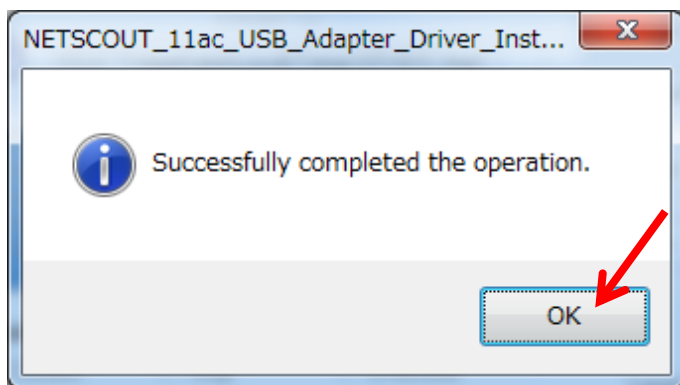 NETSCOUT_11ac_USB_Adapter_Driver_Inst...
Successfully completed the operation.
OK